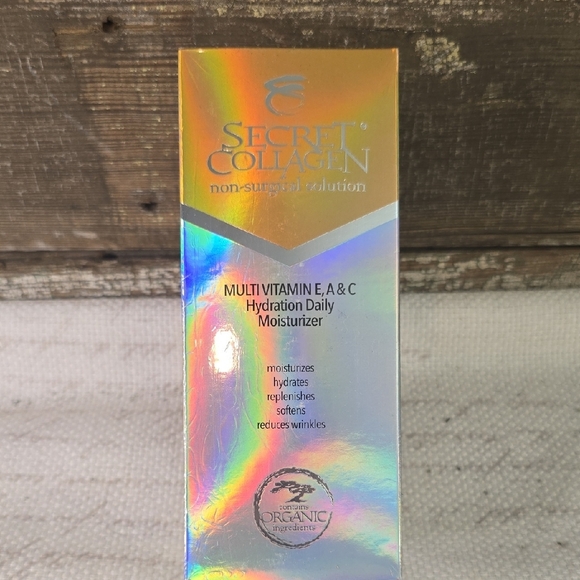 SECRET®
COLLAGEN
non-surgical solution
MULTI VITAMIN E, A & C
Hydration Daily
Moisturizer
moisturizes
hydrates
replenishes
softens
reduces wrinkles
contains
ORGANIC
ingredients